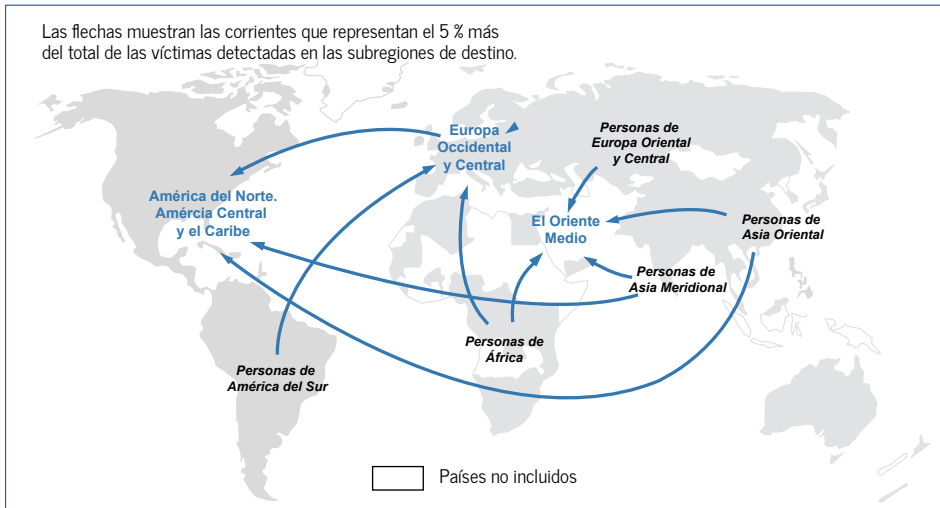 Las flechas muestran las corrientes que representan el 5 % más
del total de las víctimas detectadas en las subregiones de destino.
Europa
Occidental
y Central
Personas de
Europa Oriental
y Central
América del Norte.
Amércia Central
y el Caribe
El Oriente
Medio
Personas de
Asia Oriental
Personas de
Asia Meridional
Personas de
África
Personas de
América del Sur
Países no incluidos